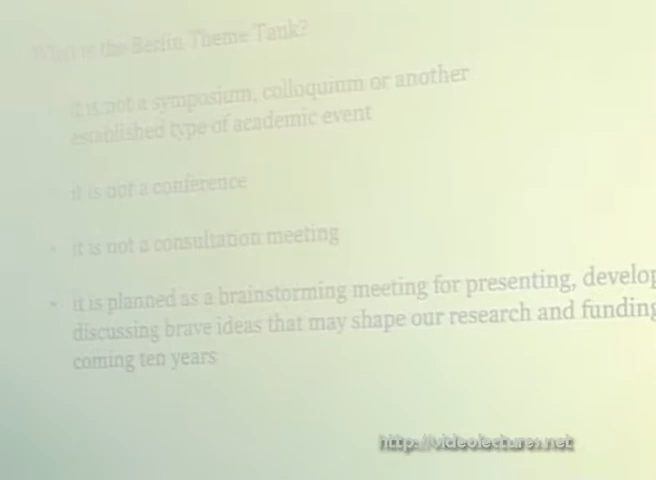 What is the Berlin Theme Tank?
it is not a symposium, colloquium or another
established type of academic event
it is not a conference
• it is not a consultation meeting
• it is planned as a brainstorming meeting for presenting, develop
discussing brave ideas that may shape our research and funding
coming ten years
http://videolectures.net